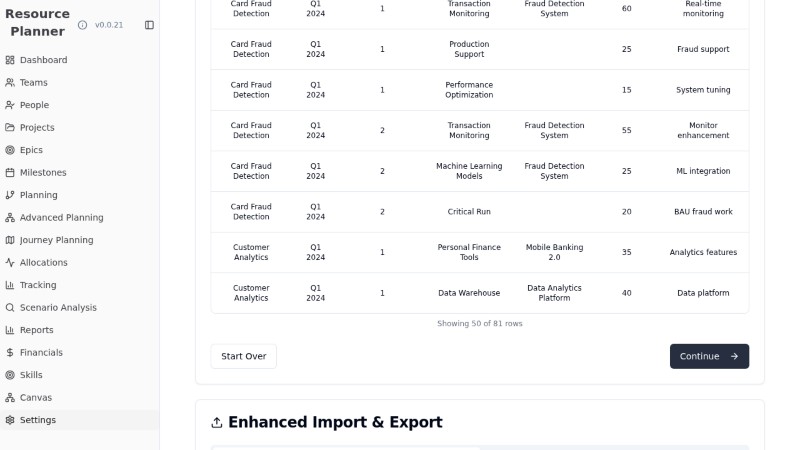 Resource
Planner
v0.0.21
Dashboard
Teams
People
Projects
Epics
Milestones
Planning
Advanced Planning
Journey Planning
Allocations
Tracking
Scenario Analysis
Reports
Financials
Skills
Canvas
Settings
Card Fraud Q1 Transaction Fraud Detection Real-time
Detection 2024 1 Monitoring System 60 monitoring
Card Fraud Q1 Production
Detection 2024 1 Support 25 Fraud support
Card Fraud Q1 Performance
Detection 2024 1 Optimization 15 System tuning
Card Fraud Q1 Transaction Fraud Detection Monitor
Detection 2024 2 Monitoring System 55 enhancement
Card Fraud Q1 Machine Learning Fraud Detection
Detection 2024 2 Models System 25 ML integration
Card Fraud Q1
Detection 2024 2 Critical Run 20 BAU fraud work
Customer Q1 Personal Finance Mobile Banking
Analytics 2024 1 Tools 2.0 35 Analytics features
Customer Q1 Data Analytics
Analytics 2024 1 Data Warehouse Platform 40 Data platform
Showing 50 of 81 rows
Start Over
Continue
Enhanced Import & Export